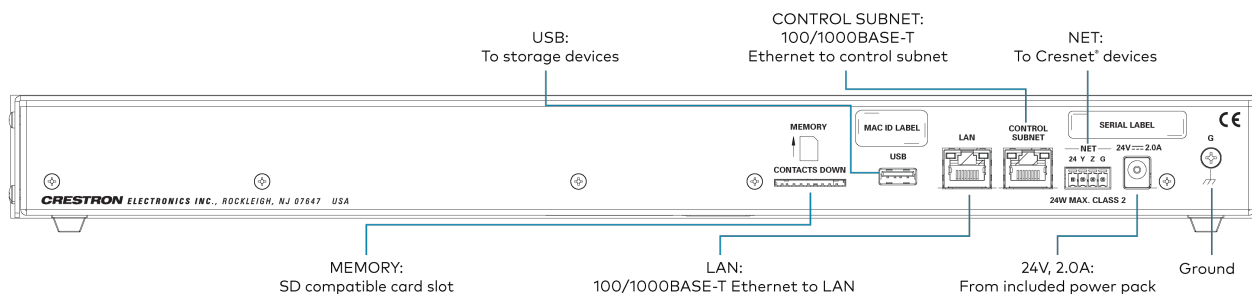 USB:
To storage devices
CONTROL SUBNET:
100/1000BASE-T
Ethernet to control subnet
NET:
To Cresnet® devices
MEMORY
CONTACTS DOWN
MAC ID LABEL
USB
LAN
CONTROL
SUBNET
SERIAL LABEL
NET
24 Y Z G
24W MAX. CLASS 2
24V⎓2.0A
CE
G
CRESTRON ELECTRONICS INC., ROCKLEIGH, NJ 07647 USA
MEMORY:
SD compatible card slot
LAN:
100/1000BASE-T Ethernet to LAN
24V, 2.0A:
From included power pack
Ground